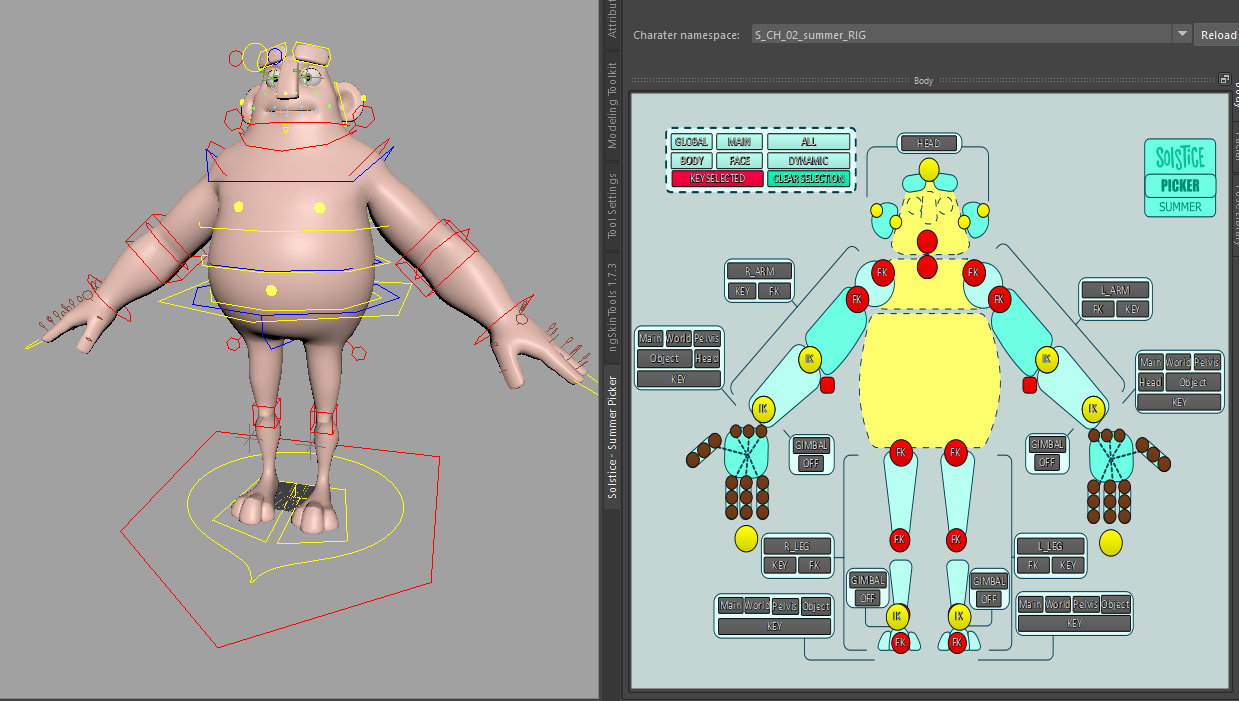 Charater namespace:
S_CH_02_summer_RIG
Reload
Body
Attribut
Modeling Toolkit
Tool Settings
ngSkinTools 1.7.3
Solstice - Summer Picker
GLOBAL MAIN ALL
BODY FACE DYNAMIC
KEY SELECTED CLEAR SELECTION
HEAD
SOLSTICE
PICKER
SUMMER
R_ARM
KEY FK
L_ARM
FK KEY
FK FK
FK FK
Main World Pelvis
Object Head
KEY
IK IK
Main World Pelvis
Head Object
KEY
IK IK
GIMBAL
OFF
GIMBAL
OFF
FK FK
FK FK
R_LEG
KEY FK
L_LEG
FK KEY
GIMBAL
OFF
GIMBAL
OFF
Main World Pelvis Object
KEY
IK IK
Main World Pelvis Object
KEY
FK FK